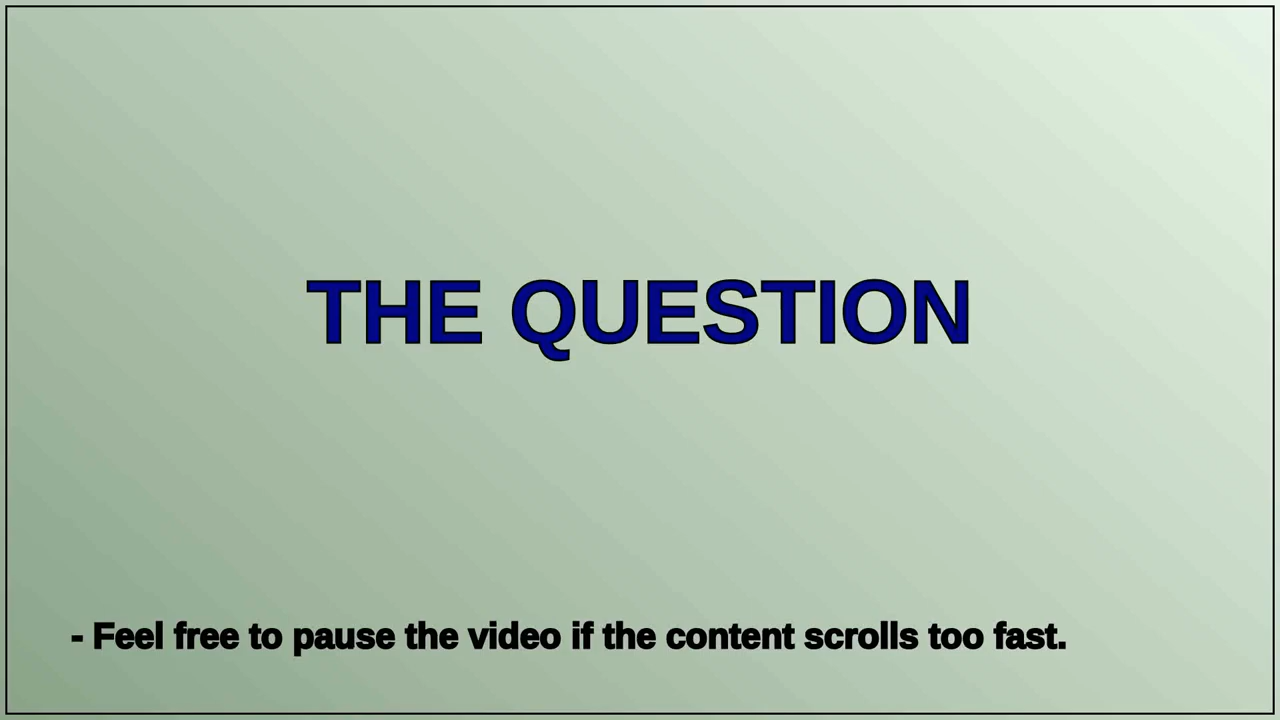 THE QUESTION
- Feel free to pause the video if the content scrolls too fast.